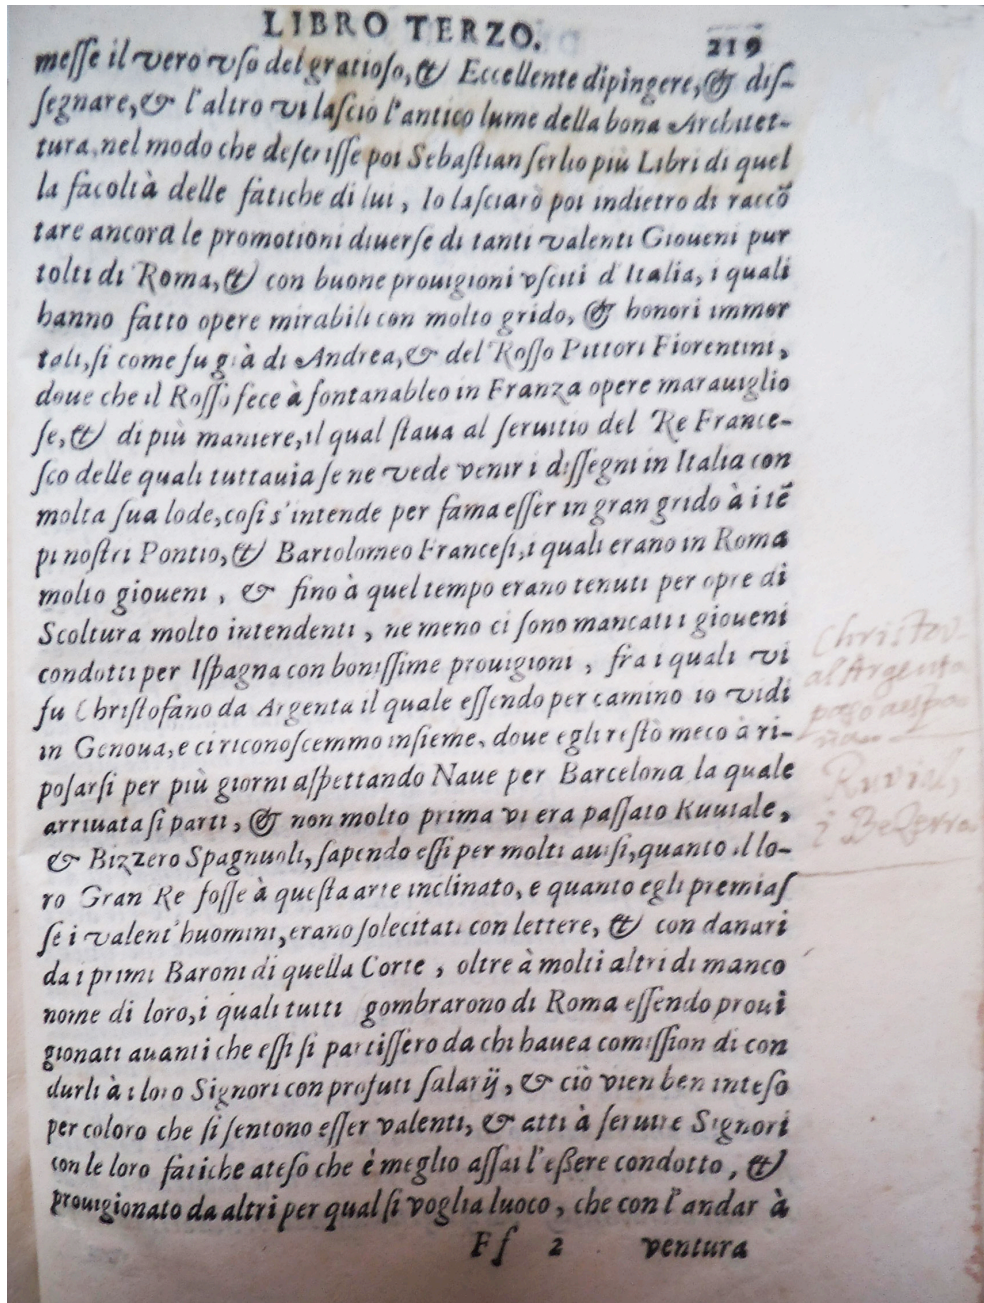 LIBRO TERZO. 219
messe il vero vso del gratioso, & Eccellente dipingere, & dis-
segnare, & l'altro vi lasciò l'antico lume della bona Architet-
tura, nel modo che descrisse poi Sebastian serlio più Libri di quel
la facoltà delle fatiche di lui, Io lasciarò poi indietro di raccõ
tare ancora le promotioni diuerse di tanti valenti Gioueni pur
tolti di Roma, & con buone prouigioni vsciti d'Italia, i quali
hanno fatto opere mirabili con molto grido, & honori immor
tali, si come fu già di Andrea, & del Rosso Pittori Fiorentini,
doue che il Rosso fece à fontanableo in Franza opere marauiglio
se, & di più maniere, il qual staua al seruitio del Re France-
sco delle quali tuttauia se ne vede venir i dissegni in Italia con
molta sua lode, cosi s'intende per fama esser in gran grido à i tẽ
pi nostri Pontio, & Bartolomeo Francesi, i quali erano in Roma
molto gioueni, & fino à quel tempo erano tenuti per opre di
Scoltura molto intendenti, ne meno ci sono mancati i gioueni
condotti per Ispagna con bonissime prouigioni, fra i quali vi
fu Christofano da Argenta il quale essendo per camino io vidi
in Genoua, e ci riconoscemmo insieme, doue egli restò meco à ri-
posarsi per più giorni aspettando Naue per Barcelona la quale
arriuata si parti, & non molto prima vi era passato Ruuiale,
& Bizzero Spagnuoli, sapendo essi per molti auisi, quanto il lo-
ro Gran Re fosse à questa arte inclinato, e quanto egli premias
se i valent'huomini, erano solecitati con lettere, & con danari
da i primi Baroni di quella Corte, oltre à molti altri di manco
nome di loro, i quali tutti gombrarono di Roma essendo proui
gionati auanti che essi si partissero da chi hauea comission di con
durli à i loro Signori con profuti salarij, & ciò vien ben inteso
per coloro che si sentono esser valenti, & atti à seruire Signori
con le loro fatiche ateso che è meglio assai l'eßere condotto, &
prouigionato da altri per qual si voglia luoco, che con l'andar à
Ff 2 ventura
Christov.
al Argenta
paso aespa
ña
Ruvial,
i BeZerra